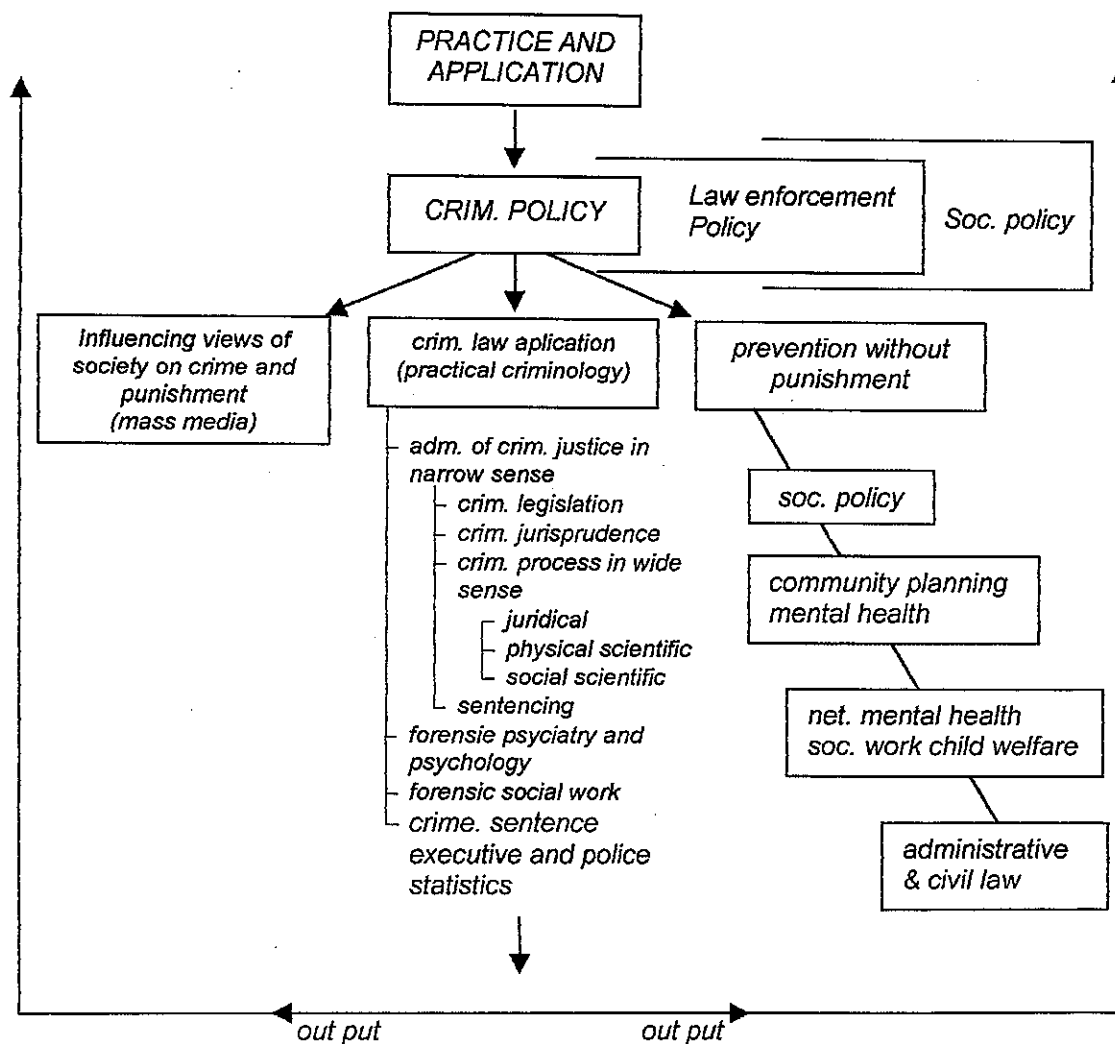 PRACTICE AND
APPLICATION
CRIM. POLICY
Law enforcement
Policy
Soc. policy
Influencing views of
society on crime and
punishment
(mass media)
crim. law aplication
(practical criminology)
prevention without
punishment
adm. of crim. justice in
narrow sense
crim. legislation
crim. jurisprudence
crim. process in wide
sense
juridical
physical scientific
social scientific
sentencing
forensie psyciatry and
psychology
forensic social work
crime. sentence
executive and police
statistics
soc. policy
community planning
mental health
net. mental health
soc. work child welfare
administrative
& civil law
out put
out put